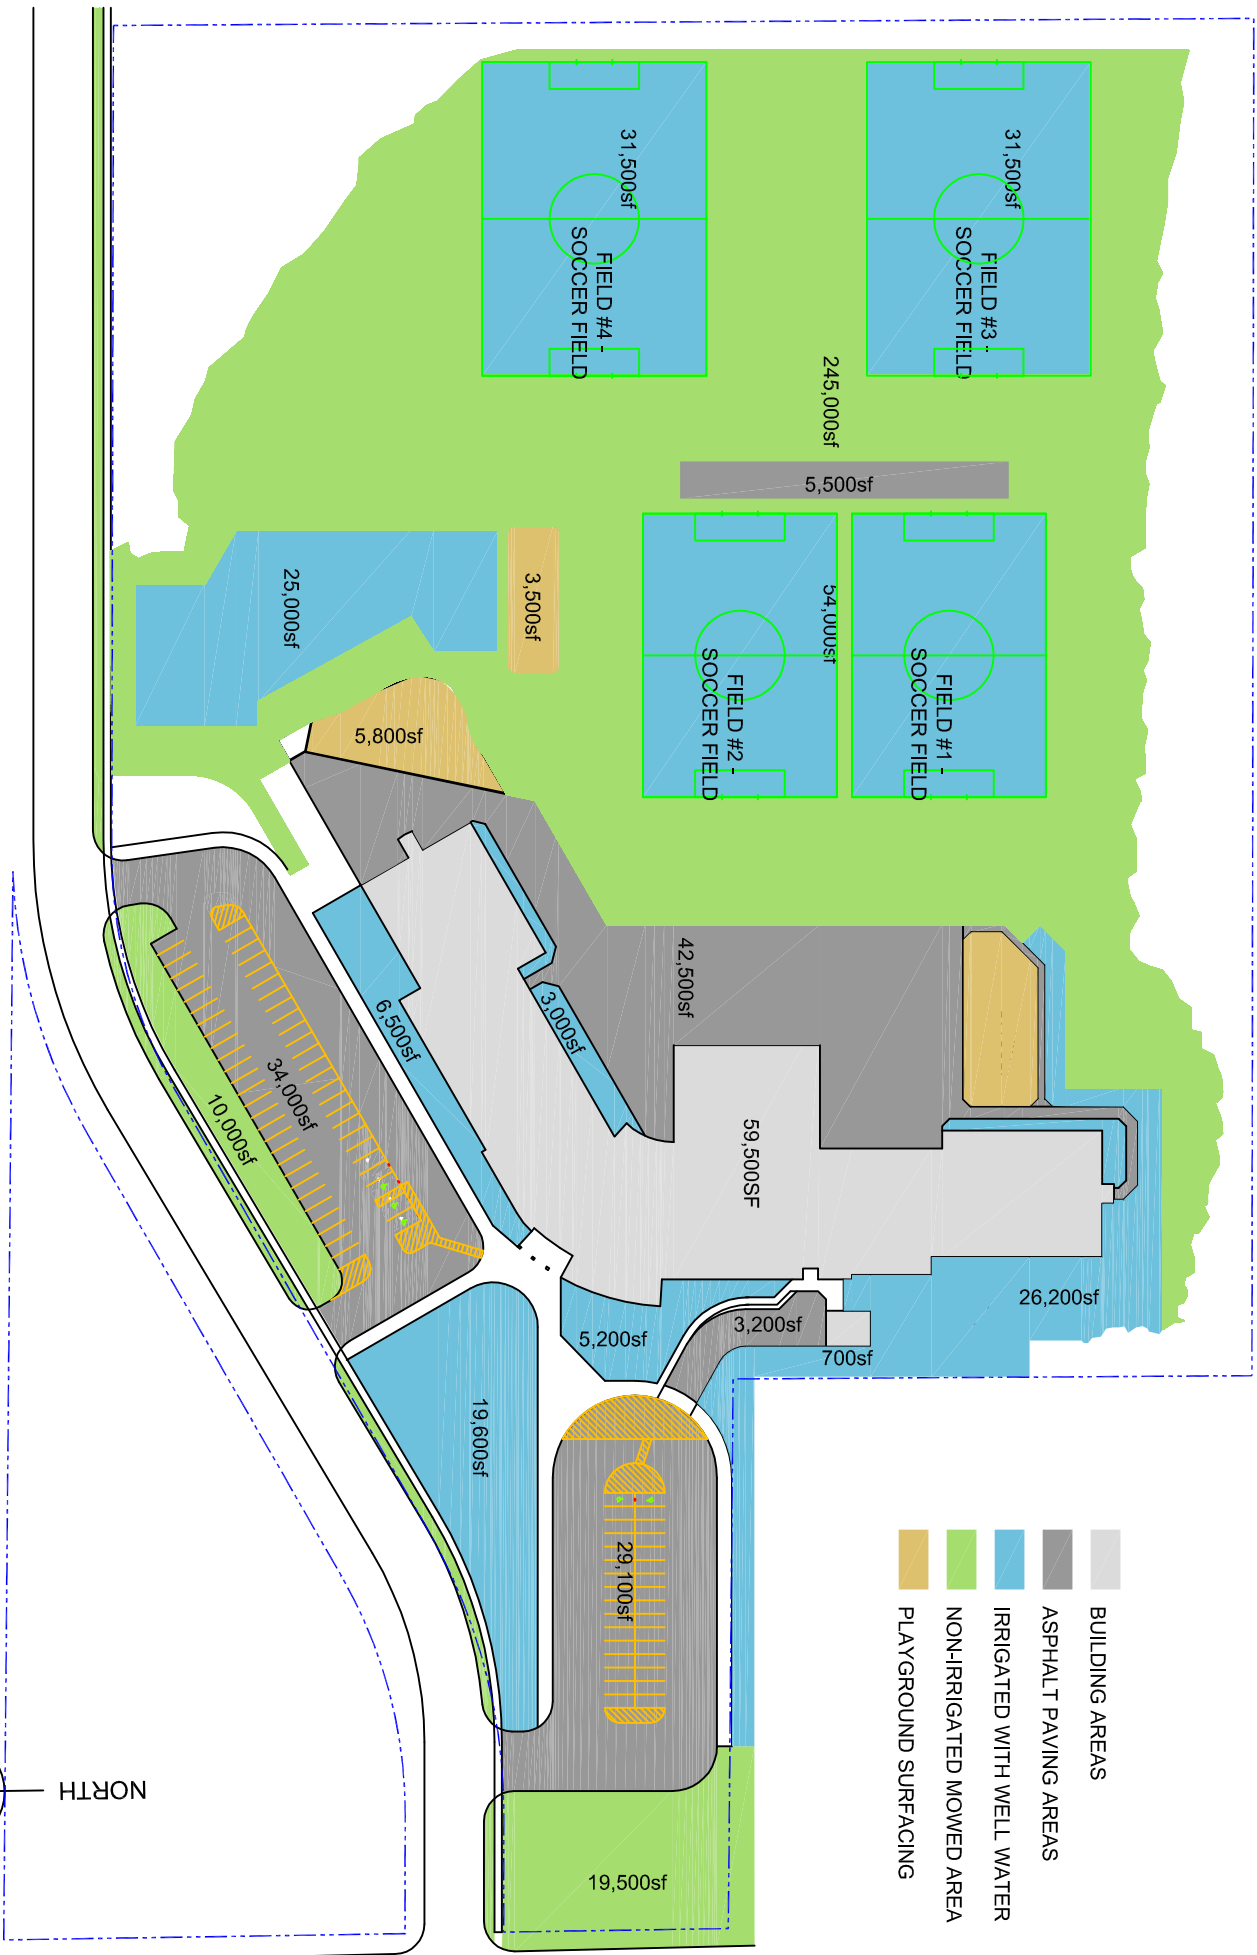 31,500sf
FIELD #4 -
SOCCER FIELD
31,500sf
FIELD #3 -
SOCCER FIELD
245,000sf
5,500sf
54,000sf
FIELD #2 -
SOCCER FIELD
FIELD #1 -
SOCCER FIELD
25,000sf
3,500sf
5,800sf
42,500sf
3,000sf
6,500sf
34,000sf
10,000sf
59,500SF
26,200sf
5,200sf
3,200sf
700sf
19,600sf
29,100sf
19,500sf
BUILDING AREAS
ASPHALT PAVING AREAS
IRRIGATED WITH WELL WATER
NON-IRRIGATED MOWED AREA
PLAYGROUND SURFACING
NORTH